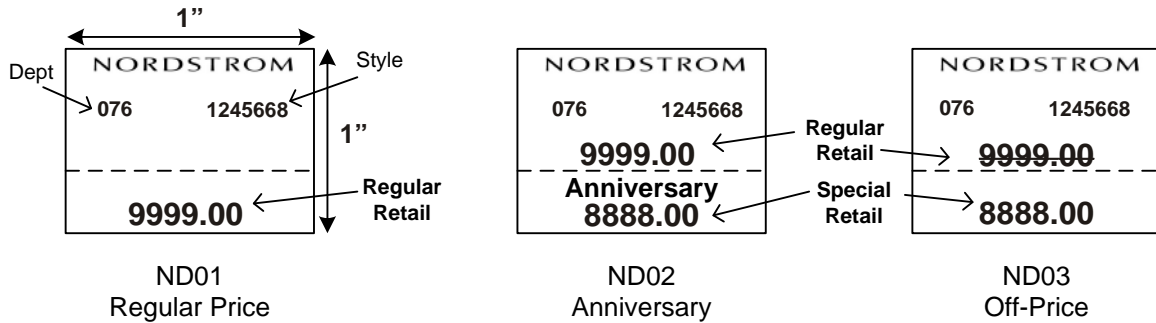 1”
Dept
NORDSTROM
Style
076 1245668
1”
Regular
Retail
9999.00
ND01
Regular Price
NORDSTROM
076 1245668
9999.00
Anniversary
8888.00
ND02
Anniversary
Regular
Retail
Special
Retail
NORDSTROM
076 1245668
9999.00
8888.00
ND03
Off-Price